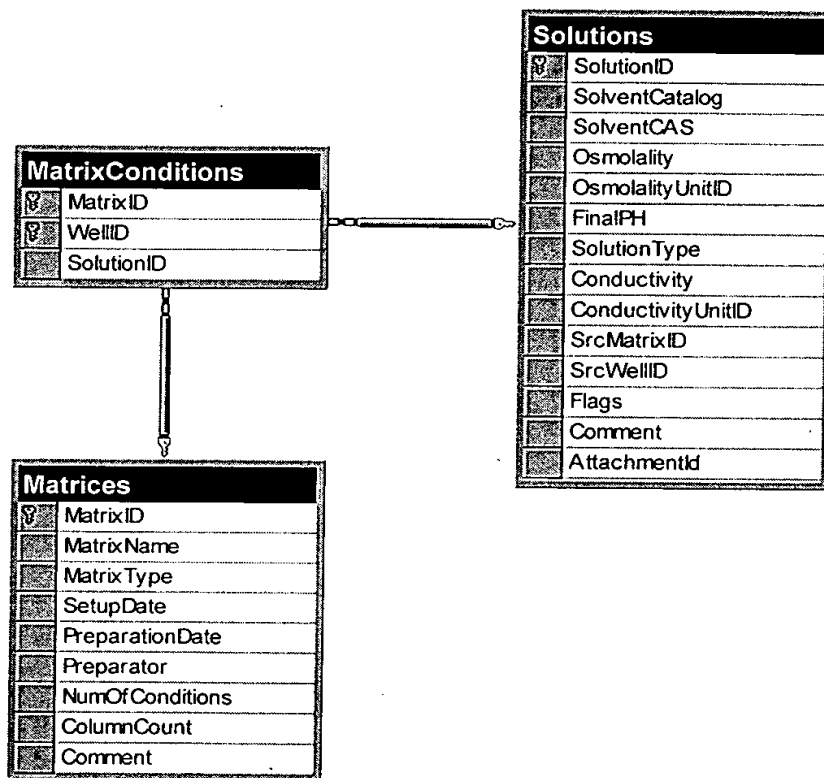 Solutions
SolutionID
SolventCatalog
SolventCAS
Osmolality
OsmolalityUnitID
FinalPH
SolutionType
Conductivity
ConductivityUnitID
SrcMatrixID
SrcWellID
Flags
Comment
AttachmentId
MatrixConditions
MatrixID
WellID
SolutionID
Matrices
MatrixID
MatrixName
MatrixType
SetupDate
PreparationDate
Preparator
NumOfConditions
ColumnCount
Comment